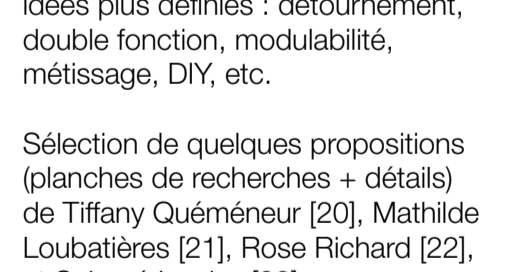 idées plus définies : détournement,
double fonction, modulabilité,
métissage, DIY, etc.
Sélection de quelques propositions
(planches de recherches + détails)
de Tiffany Quéméneur [20], Mathilde
Loubatières [21], Rose Richard [22],